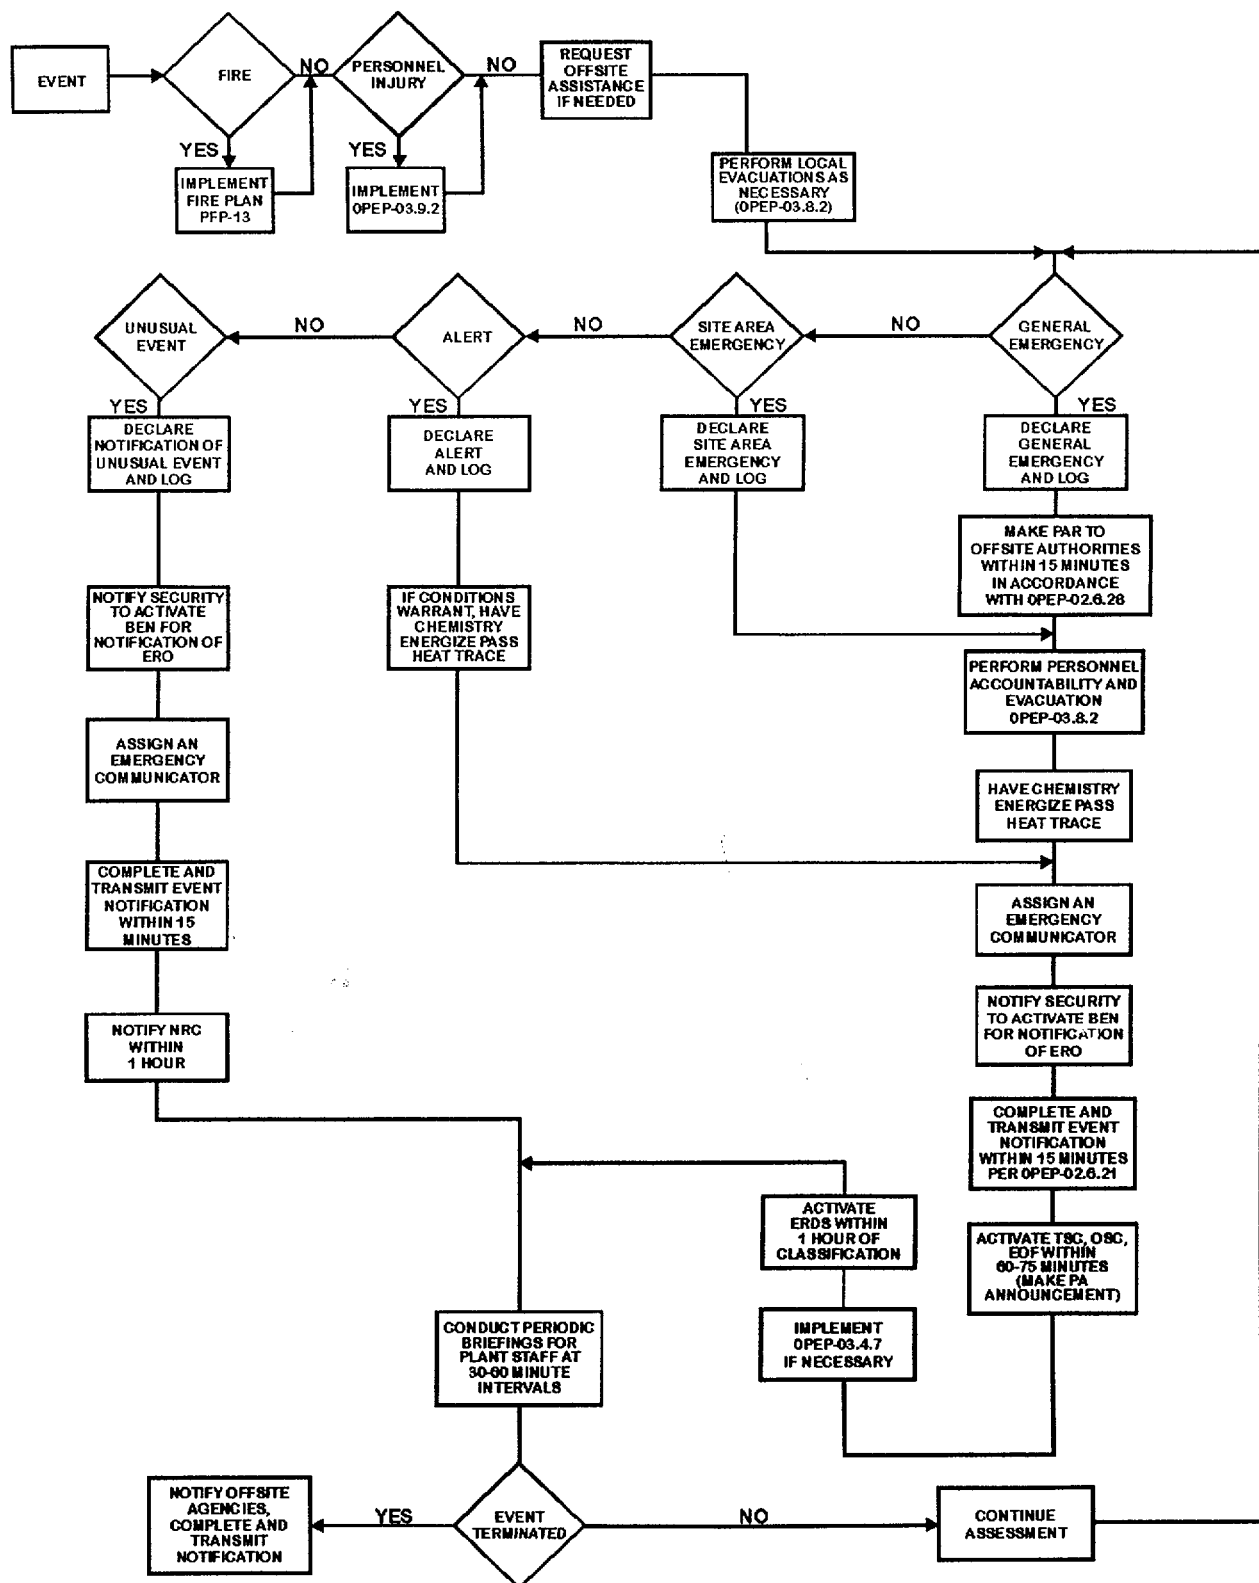 EVENT
FIRE
NO
PERSONNEL
INJURY
NO
REQUEST
OFFSITE
ASSISTANCE
IF NEEDED
YES
IMPLEMENT
FIRE PLAN
PFP-13
YES
IMPLEMENT
0PEP-03.9.2
PERFORM LOCAL
EVACUATIONS AS
NECESSARY
(0PEP-03.8.2)
UNUSUAL
EVENT
NO
ALERT
NO
SITE AREA
EMERGENCY
NO
GENERAL
EMERGENCY
YES
DECLARE
NOTIFICATION OF
UNUSUAL EVENT
AND LOG
YES
DECLARE
ALERT
AND LOG
YES
DECLARE
SITE AREA
EMERGENCY
AND LOG
YES
DECLARE
GENERAL
EMERGENCY
AND LOG
MAKE PAR TO
OFFSITE AUTHORITIES
WITHIN 15 MINUTES
IN ACCORDANCE
WITH 0PEP-02.6.28
NOTIFY SECURITY
TO ACTIVATE
BEN FOR
NOTIFICATION OF
ERO
IF CONDITIONS
WARRANT, HAVE
CHEMISTRY
ENERGIZE PASS
HEAT TRACE
PERFORM PERSONNEL
ACCOUNTABILITY AND
EVACUATION
0PEP-03.8.2
ASSIGN AN
EMERGENCY
COMMUNICATOR
HAVE CHEMISTRY
ENERGIZE PASS
HEAT TRACE
COMPLETE AND
TRANSMIT EVENT
NOTIFICATION
WITHIN 15
MINUTES
ASSIGN AN
EMERGENCY
COMMUNICATOR
NOTIFY NRC
WITHIN
1 HOUR
NOTIFY SECURITY
TO ACTIVATE BEN
FOR NOTIFICATION
OF ERO
COMPLETE AND
TRANSMIT EVENT
NOTIFICATION
WITHIN 15 MINUTES
PER 0PEP-02.6.21
ACTIVATE
ERDS WITHIN
1 HOUR OF
CLASSIFICATION
ACTIVATE TSC, OSC,
EOF WITHIN
60-75 MINUTES
(MAKE PA
ANNOUNCEMENT)
CONDUCT PERIODIC
BRIEFINGS FOR
PLANT STAFF AT
30-60 MINUTE
INTERVALS
IMPLEMENT
0PEP-03.4.7
IF NECESSARY
NOTIFY OFFSITE
AGENCIES,
COMPLETE AND
TRANSMIT
NOTIFICATION
YES
EVENT
TERMINATED
NO
CONTINUE
ASSESSMENT